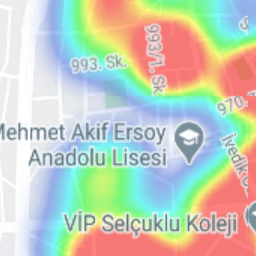 993. Sk.
993/1. Sk.
970.
Mehmet Akif Ersoy
Anadolu Lisesi
İvedik
VİP Selçuklu Koleji